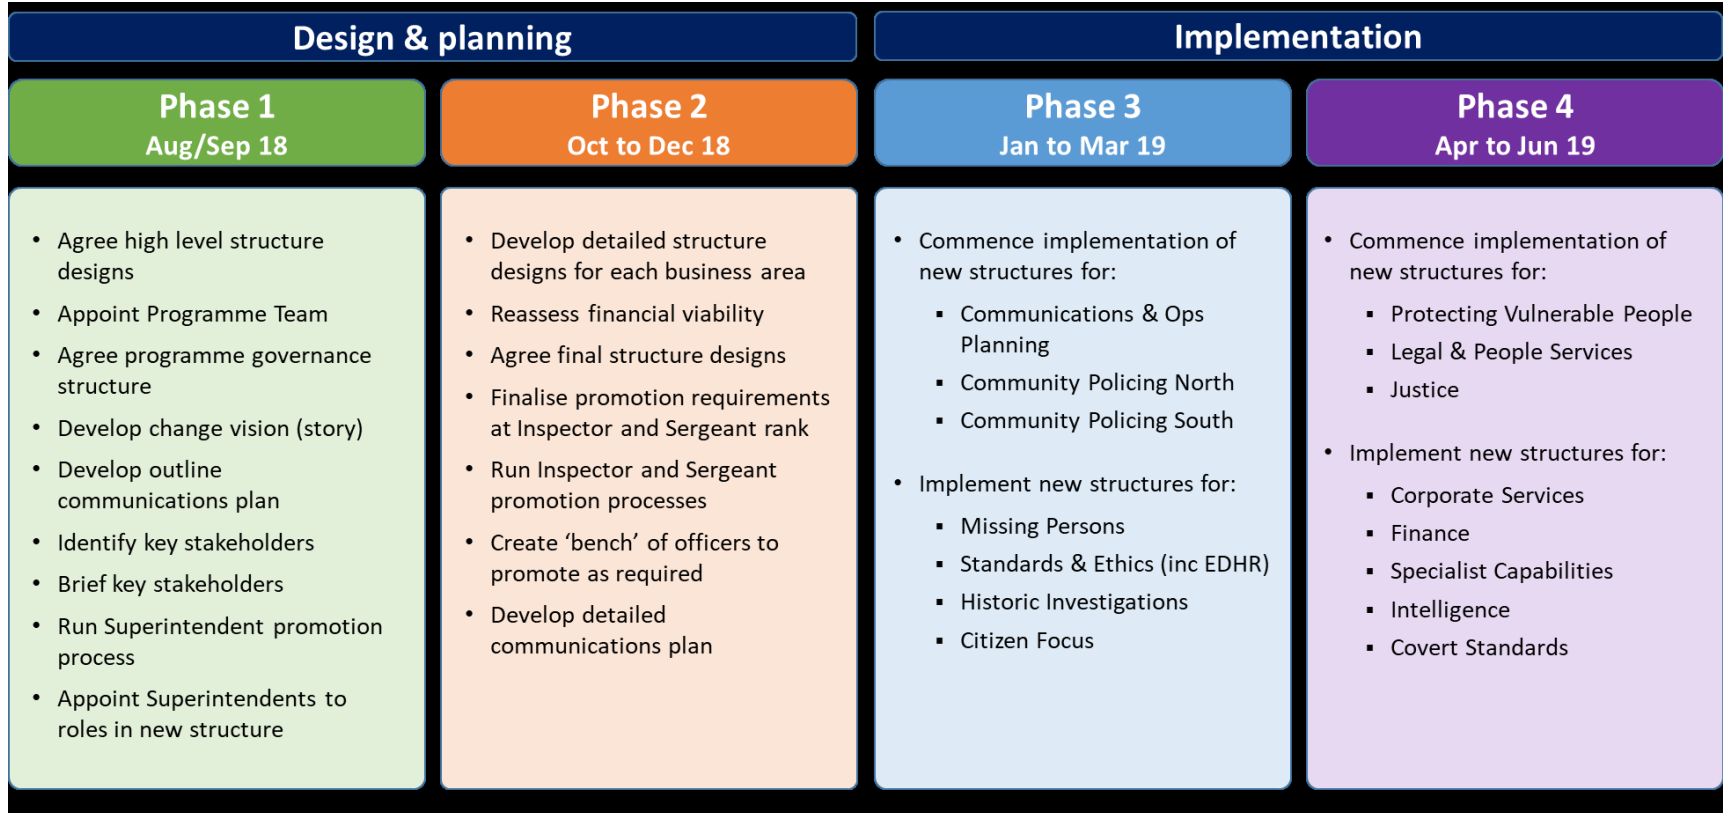 Design & planning
Implementation
Phase 1
Aug/Sep 18
Phase 2
Oct to Dec 18
Phase 3
Jan to Mar 19
Phase 4
Apr to Jun 19
• Agree high level structure
designs
• Appoint Programme Team
• Agree programme governance
structure
• Develop change vision (story)
• Develop outline
communications plan
• Identify key stakeholders
• Brief key stakeholders
• Run Superintendent promotion
process
• Appoint Superintendents to
roles in new structure
• Develop detailed structure
designs for each business area
• Reassess financial viability
• Agree final structure designs
• Finalise promotion requirements
at Inspector and Sergeant rank
• Run Inspector and Sergeant
promotion processes
• Create ‘bench’ of officers to
promote as required
• Develop detailed
communications plan
• Commence implementation of
new structures for:
▪ Communications & Ops
Planning
▪ Community Policing North
▪ Community Policing South
• Implement new structures for:
▪ Missing Persons
▪ Standards & Ethics (inc EDHR)
▪ Historic Investigations
▪ Citizen Focus
• Commence implementation of
new structures for:
▪ Protecting Vulnerable People
▪ Legal & People Services
▪ Justice
• Implement new structures for:
▪ Corporate Services
▪ Finance
▪ Specialist Capabilities
▪ Intelligence
▪ Covert Standards